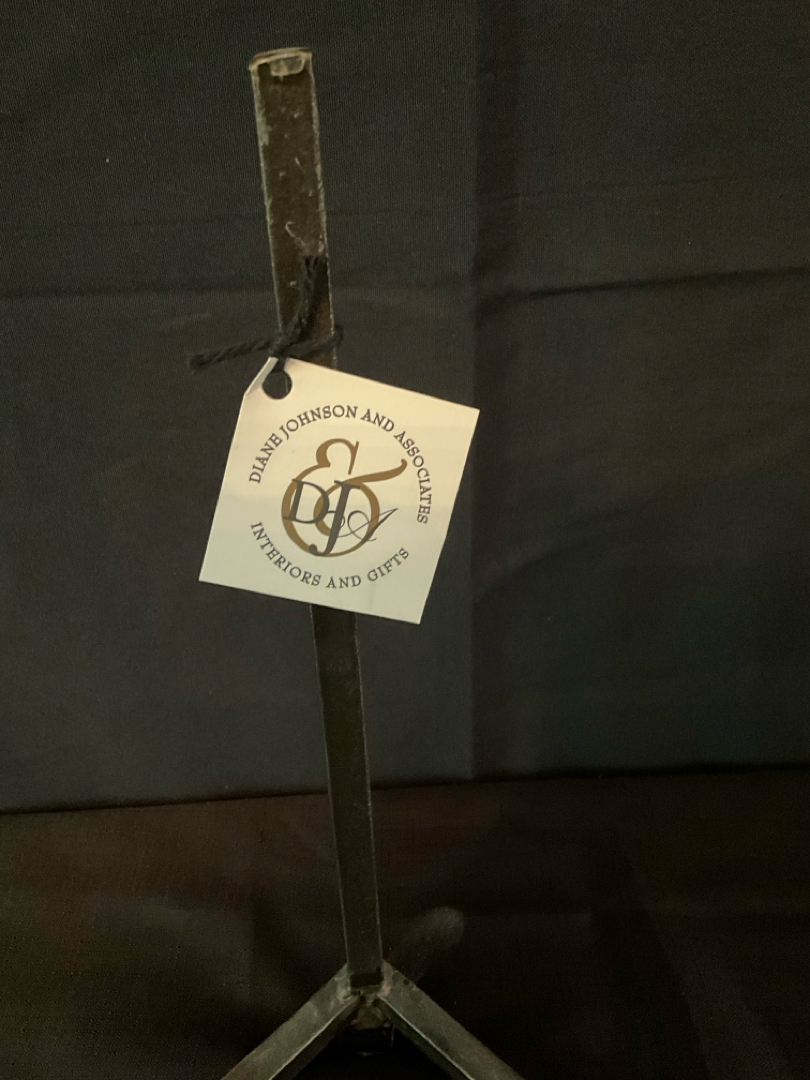 DIANE JOHNSON AND ASSOCIATES
&
DJA
INTERIORS AND GIFTS